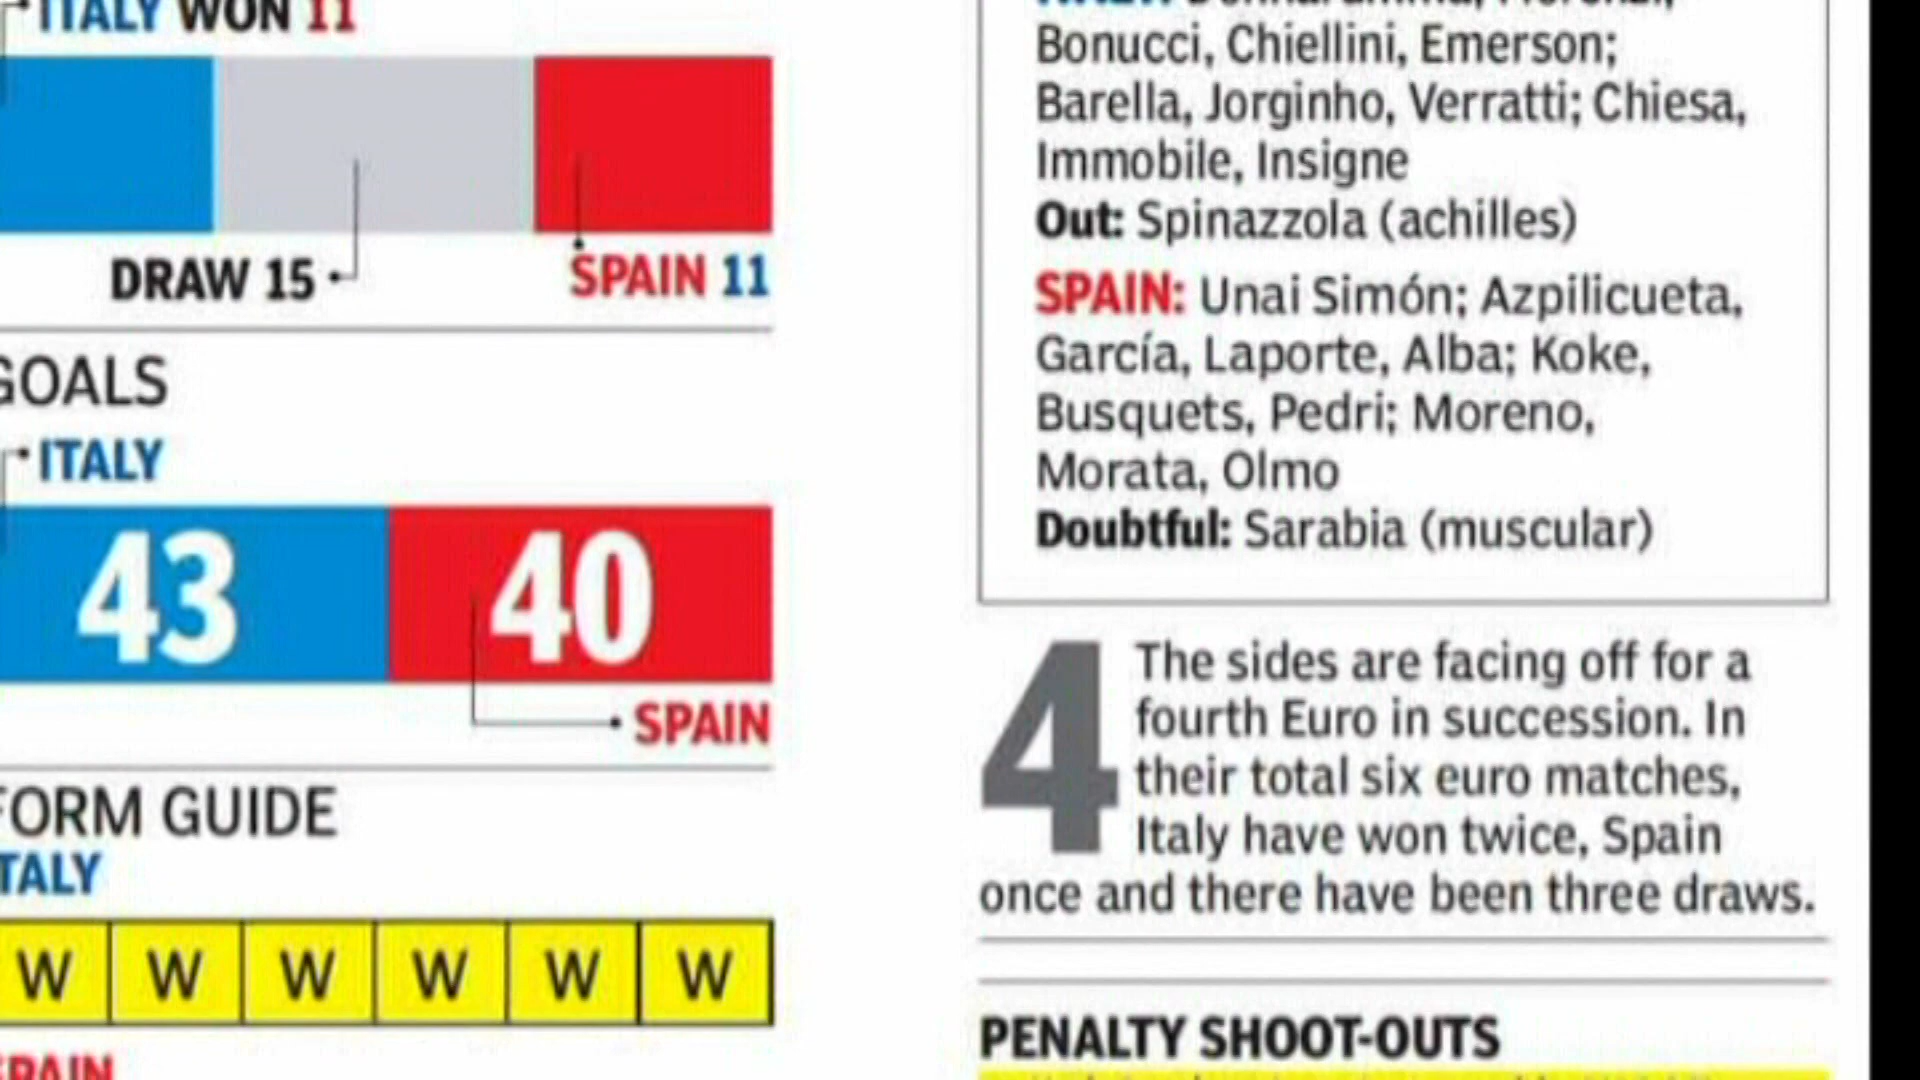 ITALY WON 11
DRAW 15
SPAIN 11
GOALS
ITALY
43
40
SPAIN
FORM GUIDE
ITALY
W W W W W W
SPAIN
Bonucci, Chiellini, Emerson;
Barella, Jorginho, Verratti; Chiesa,
Immobile, Insigne
Out: Spinazzola (achilles)
SPAIN: Unai Simón; Azpilicueta,
García, Laporte, Alba; Koke,
Busquets, Pedri; Moreno,
Morata, Olmo
Doubtful: Sarabia (muscular)
4
The sides are facing off for a
fourth Euro in succession. In
their total six euro matches,
Italy have won twice, Spain
once and there have been three draws.
PENALTY SHOOT-OUTS